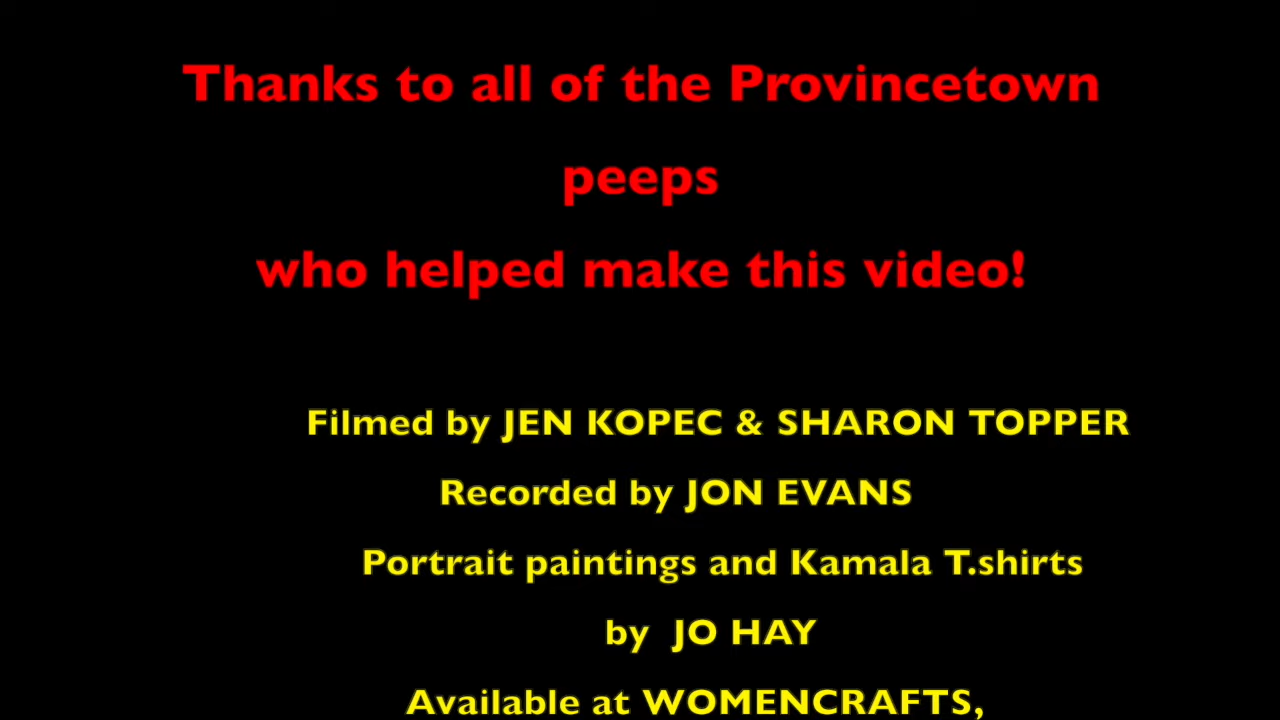 Thanks to all of the Provincetown
peeps
who helped make this video!
Filmed by JEN KOPEC & SHARON TOPPER
Recorded by JON EVANS
Portrait paintings and Kamala T.shirts
by JO HAY
Available at WOMENCRAFTS,